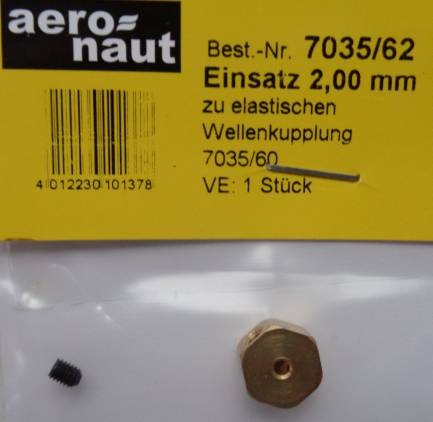 aero-
naut
Best.-Nr. 7035/62
Einsatz 2,00 mm
zu elastischen
Wellenkupplung
7035/60
VE: 1 Stück
4 012230 101378